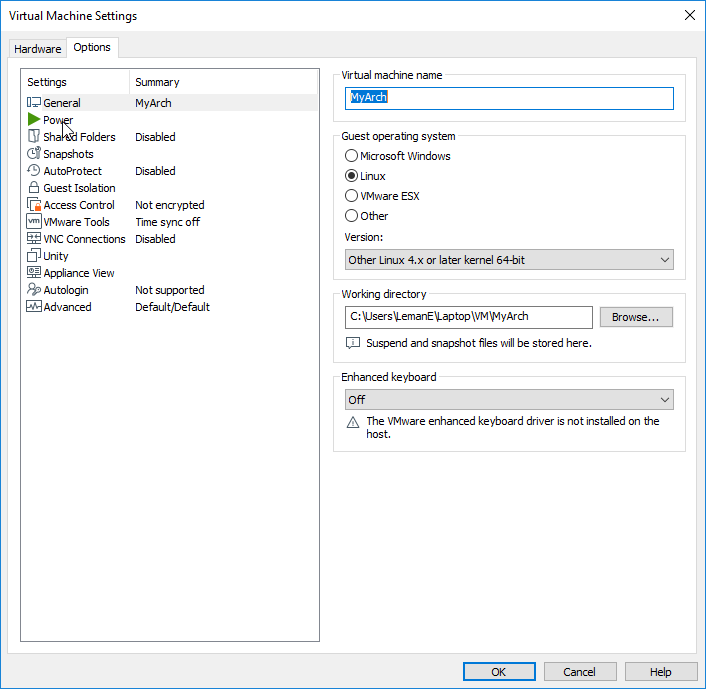 Virtual Machine Settings
Hardware Options
Settings Summary
General MyArch
Power
Shared Folders Disabled
Snapshots
AutoProtect Disabled
Guest Isolation
Access Control Not encrypted
vm VMware Tools Time sync off
VNC Connections Disabled
Unity
Appliance View
Autologin Not supported
Advanced Default/Default
Virtual machine name
MyArch
Guest operating system
Microsoft Windows
Linux
VMware ESX
Other
Version:
Other Linux 4.x or later kernel 64-bit
Working directory
C:\Users\LemanE\Laptop\VM\MyArch Browse...
Suspend and snapshot files will be stored here.
Enhanced keyboard
Off
The VMware enhanced keyboard driver is not installed on the
host.
OK Cancel Help